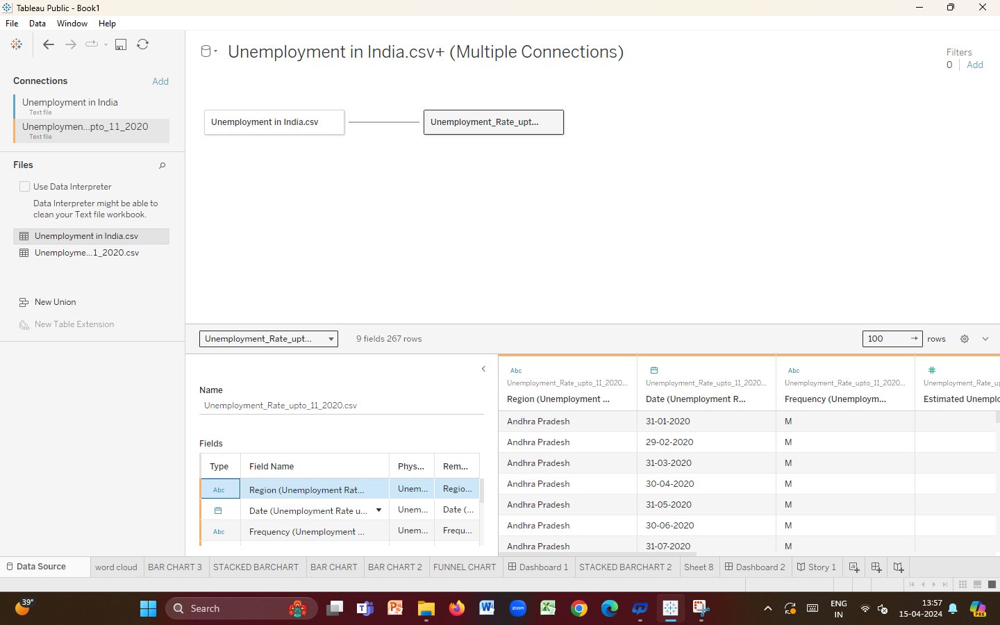 Tableau Public - Book1
File Data Window Help
Connections Add
Unemployment in India
Text file
Unemploymen...pto_11_2020
Text file
Files
Use Data Interpreter
Data Interpreter might be able to
clean your Text file workbook.
Unemployment in India.csv
Unemployme...1_2020.csv
New Union
New Table Extension
Unemployment in India.csv+ (Multiple Connections)
Filters
0 Add
Unemployment in India.csv
Unemployment_Rate_upt...
Unemployment_Rate_upt... 9 fields 267 rows 100 rows
Name
Unemployment_Rate_upto_11_2020.csv
Fields
Type Field Name Phys... Rem...
Abc Region (Unemployment Rat... Unem... Regio...
Date (Unemployment Rate u... Unem... Date (...
Abc Frequency (Unemployment ... Unem... Frequ...
Abc Abc #
Unemployment_Rate_upto_11_2020... Unemployment_Rate_upto_11_2020... Unemployment_Rate_upto_11_2020... Unemployment_Rate_up
Region (Unemployment ... Date (Unemployment R... Frequency (Unemploym... Estimated Unemplo
Andhra Pradesh 31-01-2020 M
Andhra Pradesh 29-02-2020 M
Andhra Pradesh 31-03-2020 M
Andhra Pradesh 30-04-2020 M
Andhra Pradesh 31-05-2020 M
Andhra Pradesh 30-06-2020 M
Andhra Pradesh 31-07-2020 M
Data Source word cloud BAR CHART 3 STACKED BARCHART BAR CHART BAR CHART 2 FUNNEL CHART Dashboard 1 STACKED BARCHART 2 Sheet 8 Dashboard 2 Story 1
39°
Search
zoom
ENG
IN
13:57
15-04-2024
PRE